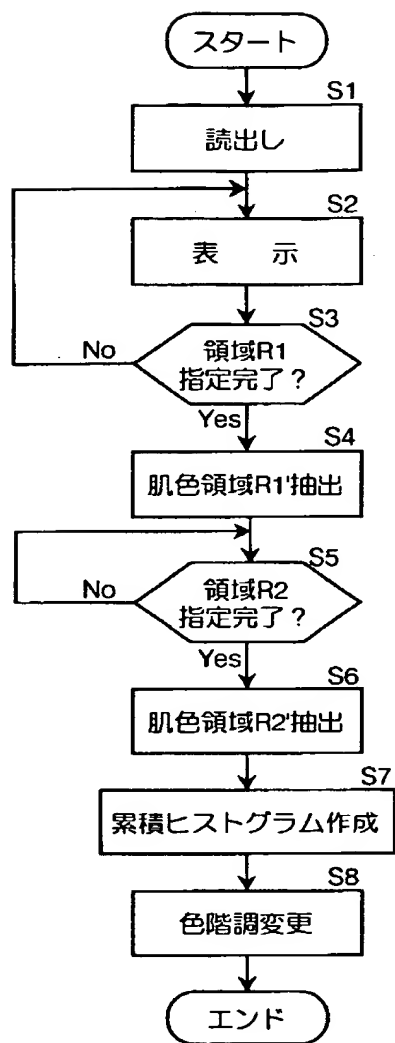 スタート
S1
読出し
S2
表 示
S3
領域R1
指定完了?
No
Yes
S4
肌色領域R1'抽出
S5
領域R2
指定完了?
No
Yes
S6
肌色領域R2'抽出
S7
累積ヒストグラム作成
S8
色階調変更
エンド